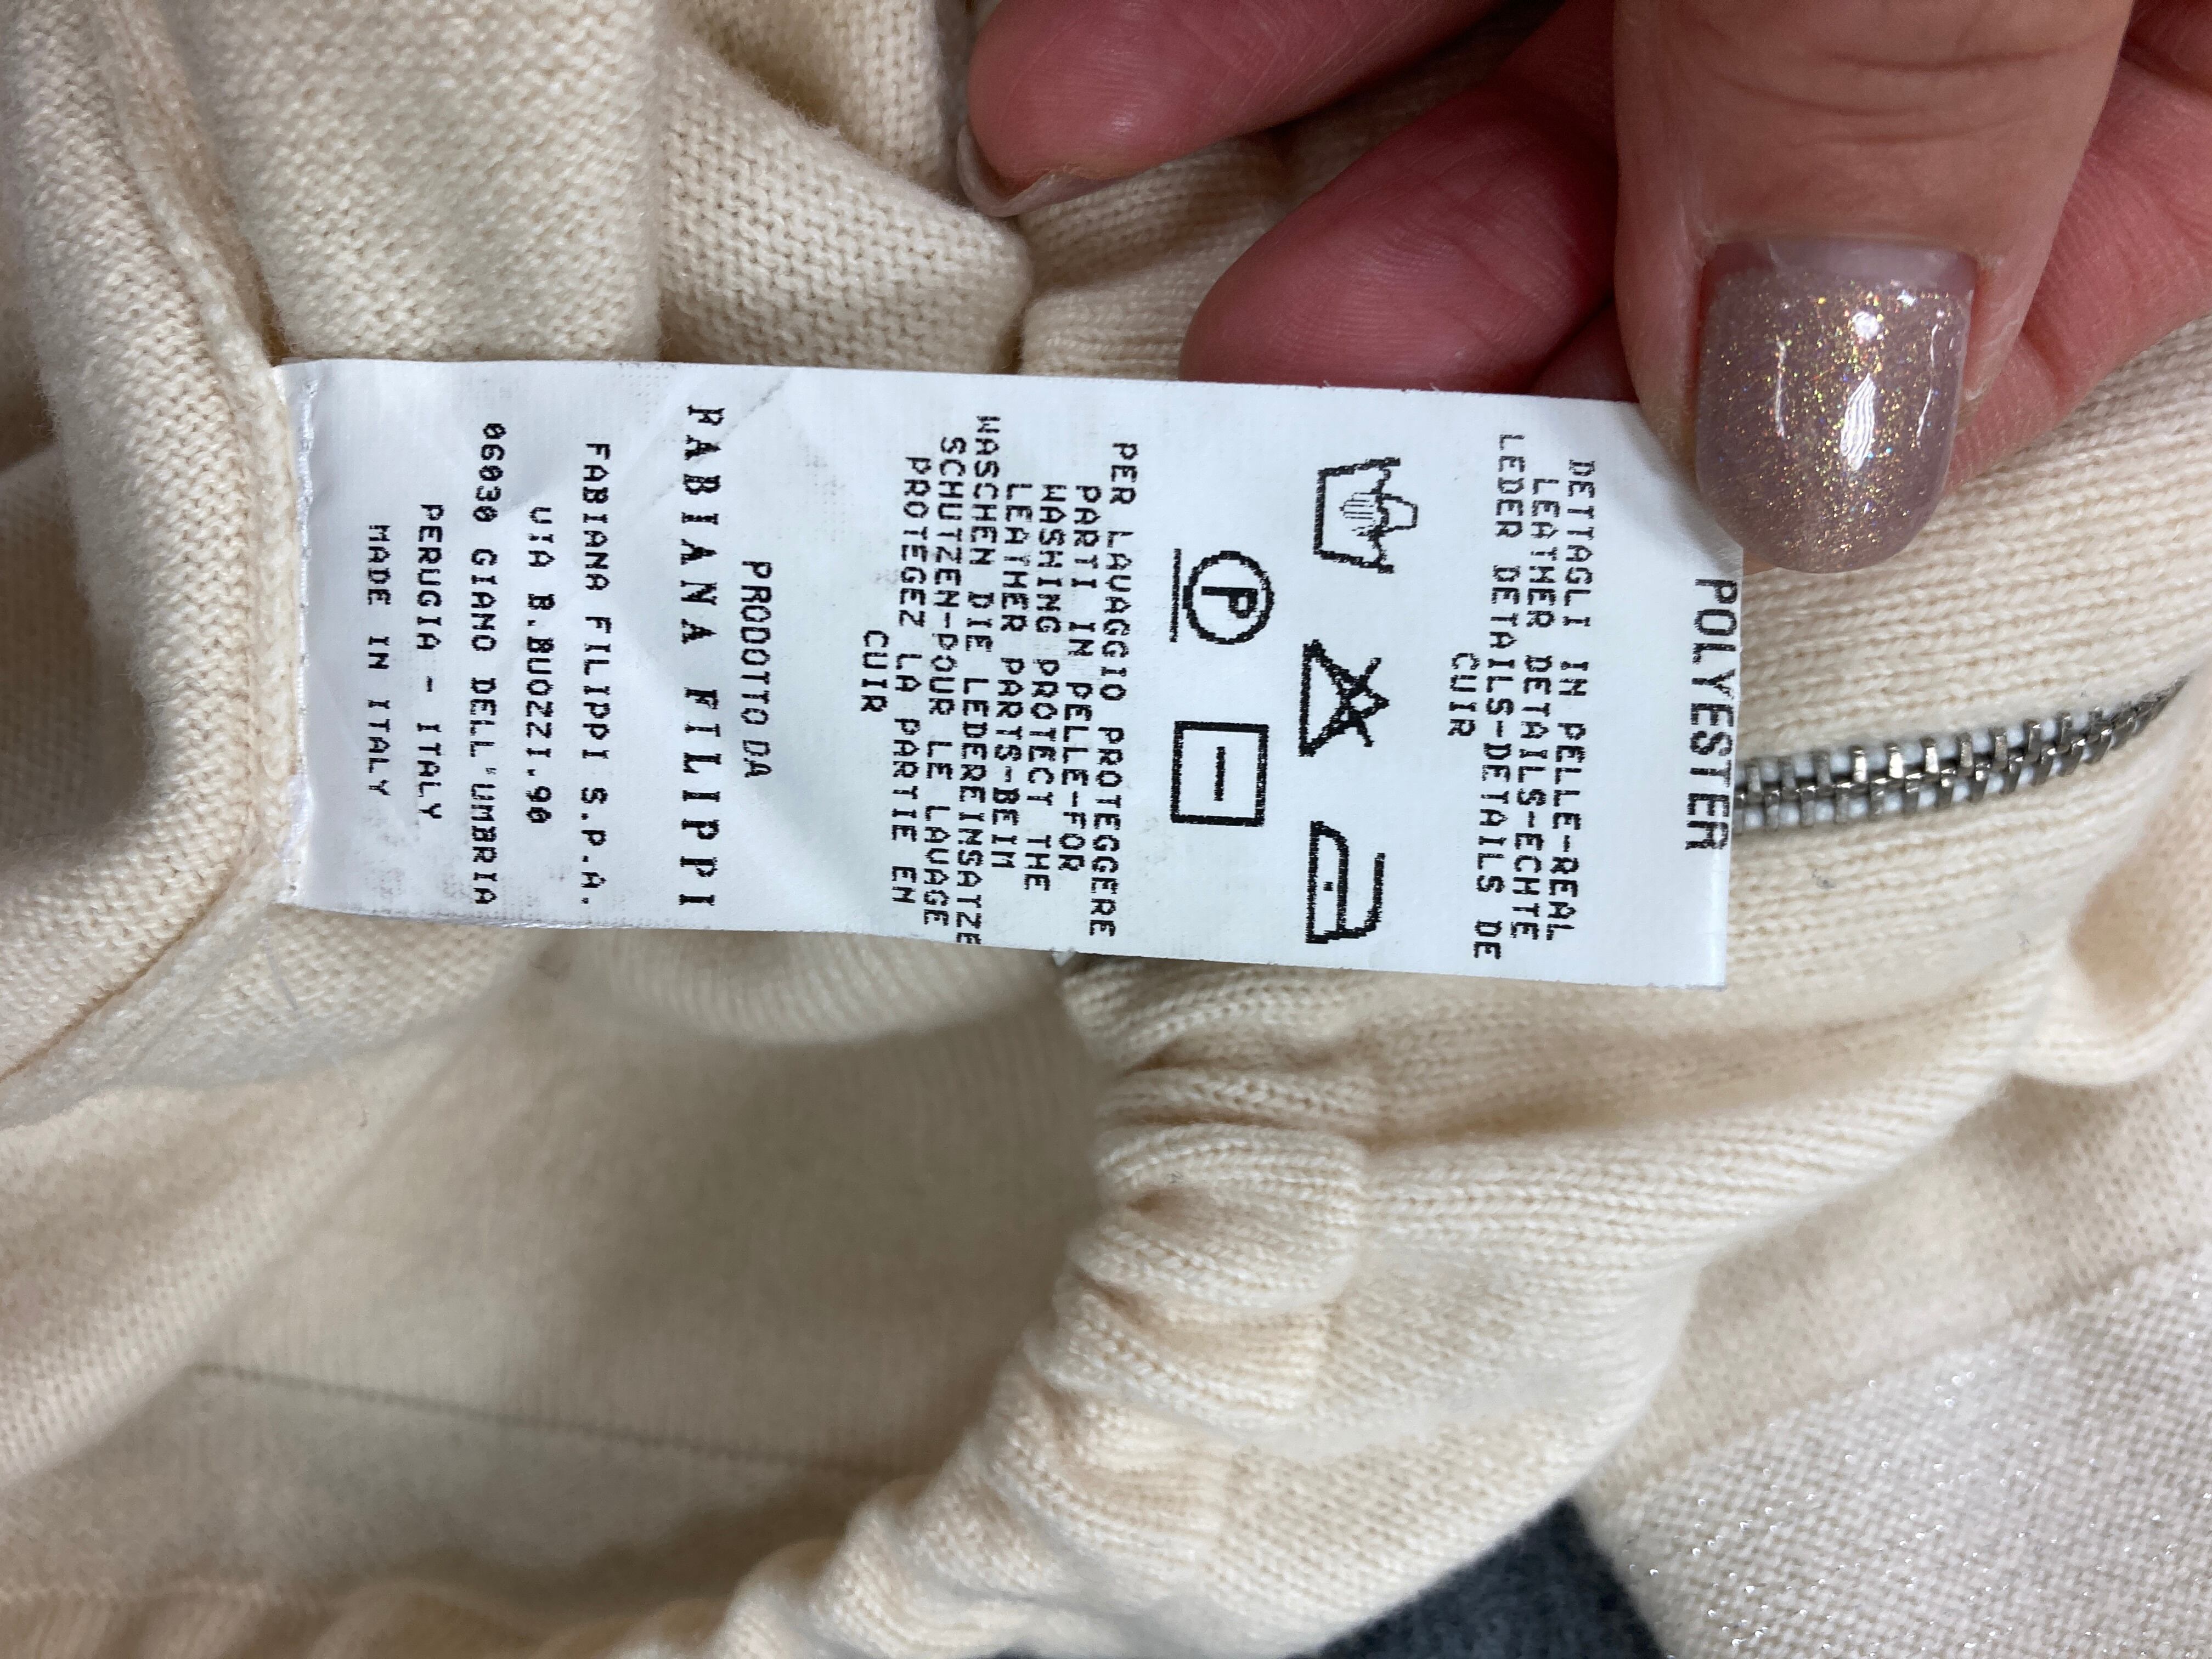 POLYESTER
DETTAGLI IN PELLE-REAL
LEATHER DETAILS-ECHTE
LEDER DETAILS-DETAILS DE
CUIR
P
PER LAVAGGIO PROTEGGERE
PARTI IN PELLE-FOR
WASHING PROTECT THE
LEATHER PARTS-BEIM
WASCHEN DIE LEDEREINSATZE
SCHUTZEN-POUR LE LAVAGE
PROTEGEZ LA PARTIE EN
CUIR
PRODOTTO DA
FABIANA FILIPPI
FABIANA FILIPPI S.P.A.
VIA B.BUOZZI.90
06030 GIANO DELL'UMBRIA
PERUGIA - ITALY
MADE IN ITALY